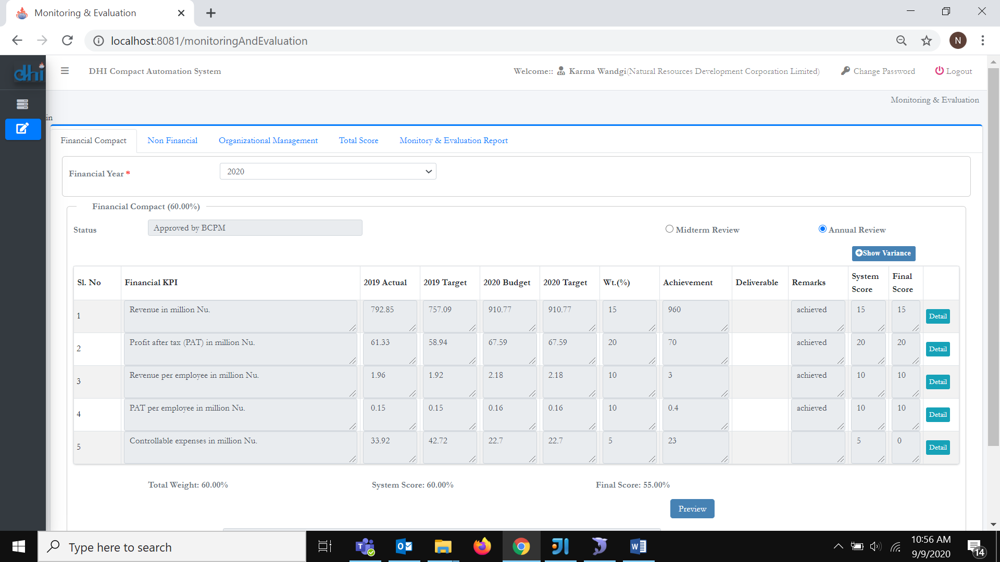 Monitoring & Evaluation
localhost:8081/monitoringAndEvaluation
N
dhi
DHI Compact Automation System
Welcome:: Karma Wandgi(Natural Resources Development Corporation Limited)
Change Password
Logout
Monitoring & Evaluation
in
Financial Compact Non Financial Organizational Management Total Score Monitory & Evaluation Report
Financial Year * 2020
Financial Compact (60.00%)
Status Approved by BCPM Midterm Review Annual Review
Show Variance
Sl. No Financial KPI 2019 Actual 2019 Target 2020 Budget 2020 Target Wt.(%) Achievement Deliverable Remarks System Score Final Score
1 Revenue in million Nu. 792.85 757.09 910.77 910.77 15 960 achieved 15 15 Detail
2 Profit after tax (PAT) in million Nu. 61.33 58.94 67.59 67.59 20 70 achieved 20 20 Detail
3 Revenue per employee in million Nu. 1.96 1.92 2.18 2.18 10 3 achieved 10 10 Detail
4 PAT per employee in million Nu. 0.15 0.15 0.16 0.16 10 0.4 achieved 10 10 Detail
5 Controllable expenses in million Nu. 33.92 42.72 22.7 22.7 5 23 5 0 Detail
Total Weight: 60.00% System Score: 60.00% Final Score: 55.00%
Preview
Type here to search
10:56 AM
9/9/2020
14